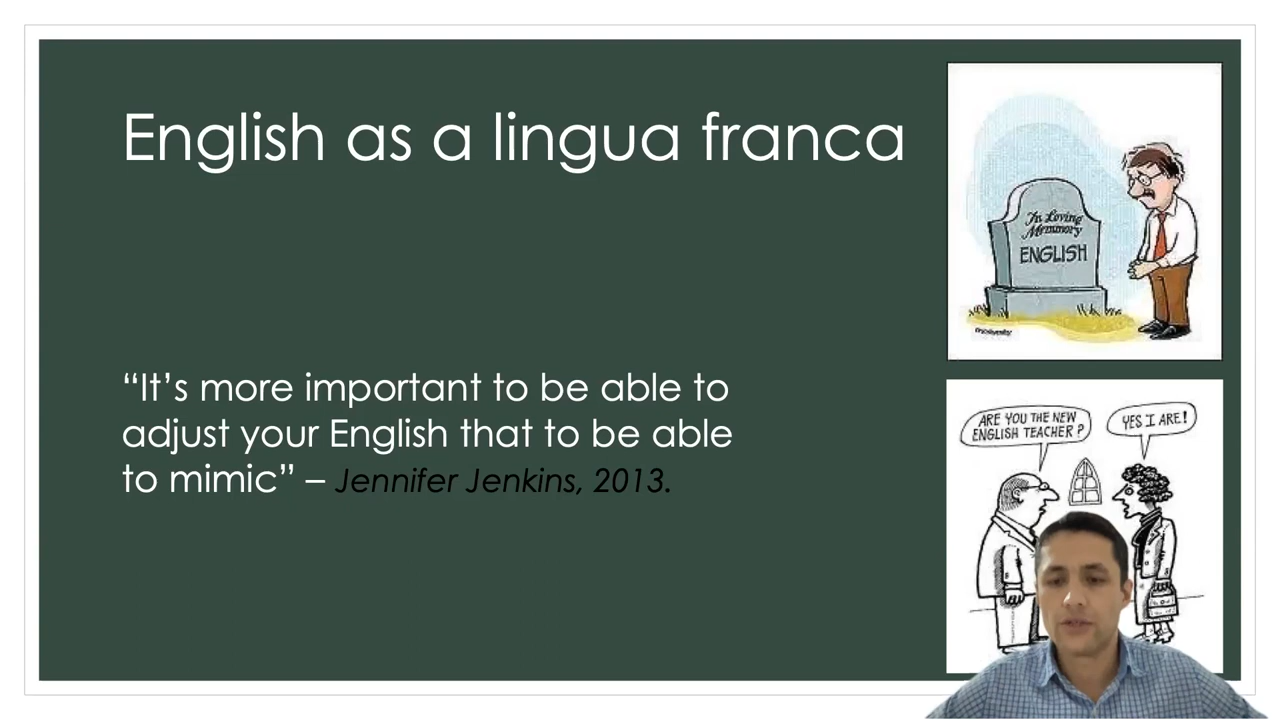 English as a lingua franca
“It’s more important to be able to
adjust your English that to be able
to mimic” – Jennifer Jenkins, 2013.
In Loving
Memmory
ENGLISH
ARE YOU THE NEW
ENGLISH TEACHER?
YES I ARE!